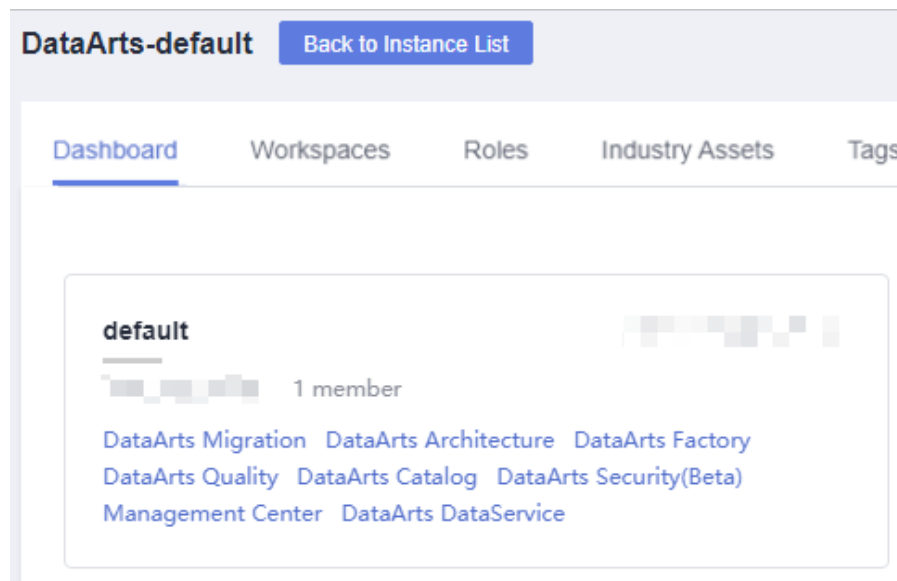 DataArts-default Back to Instance List
Dashboard Workspaces Roles Industry Assets Tags
default
1 member
DataArts Migration DataArts Architecture DataArts Factory
DataArts Quality DataArts Catalog DataArts Security(Beta)
Management Center DataArts DataService